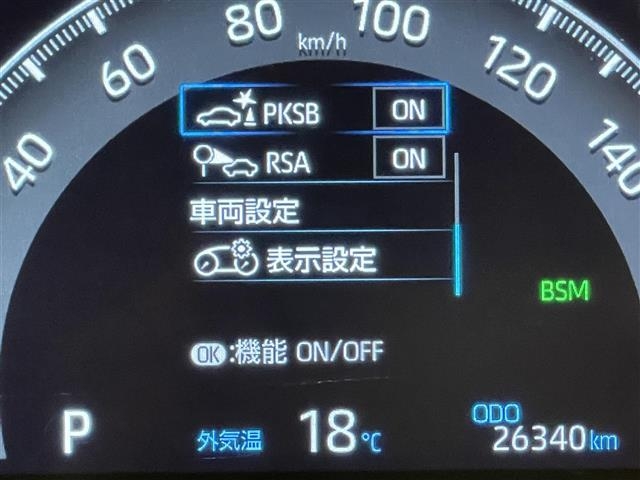 80
100
km/h
60
120
40
140
PKSB ON
RSA ON
車両設定
表示設定
BSM
OK:機能 ON/OFF
P
外気温 18℃
ODO
26340km